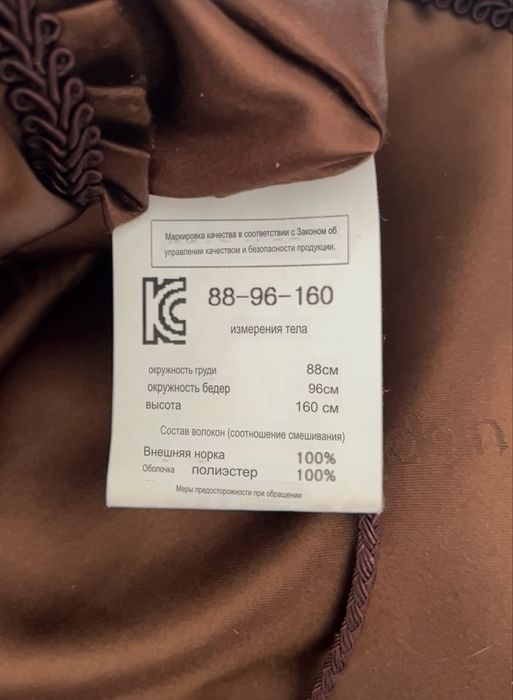 Маркировка качества в соответствии с Законом об
управлении качеством и безопасности продукции.
KC
88-96-160
измерения тела
окружность груди 88см
окружность бедер 96см
высота 160 см
Состав волокон (соотношение смешивания)
Внешняя норка 100%
Оболочка полиэстер 100%
Меры предосторожности при обращении